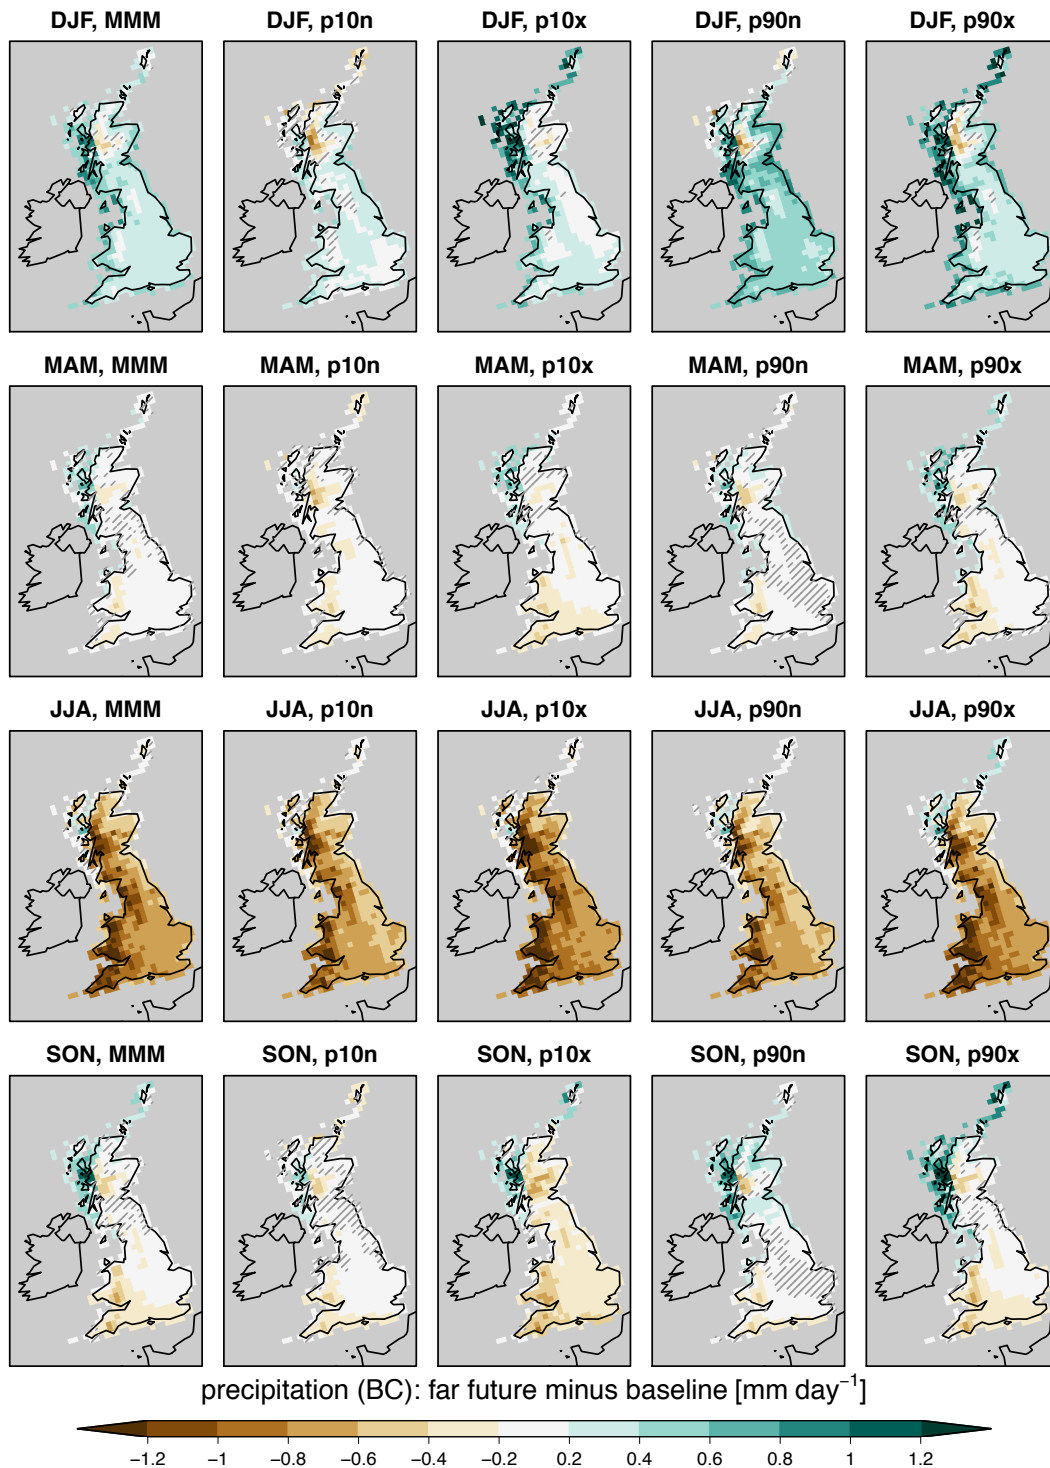 DJF, MMM DJF, p10n DJF, p10x DJF, p90n DJF, p90x
MAM, MMM MAM, p10n MAM, p10x MAM, p90n MAM, p90x
JJA, MMM JJA, p10n JJA, p10x JJA, p90n JJA, p90x
SON, MMM SON, p10n SON, p10x SON, p90n SON, p90x
precipitation (BC): far future minus baseline [mm day⁻¹]
−1.2 −1 −0.8 −0.6 −0.4 −0.2 0.2 0.4 0.6 0.8 1 1.2